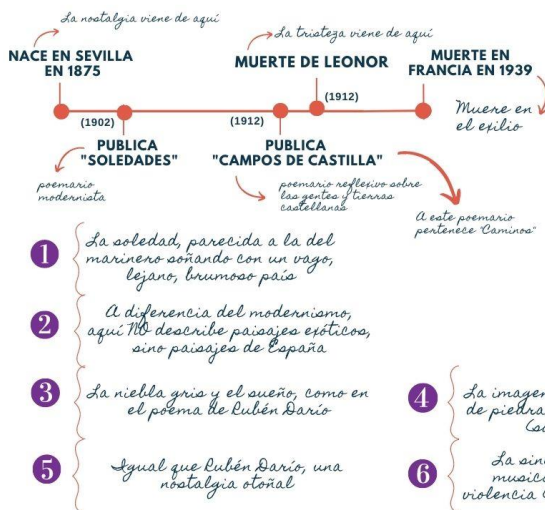 La nostalgia viene de aquí
La tristeza viene de aquí
NACE EN SEVILLA
EN 1875
MUERTE DE LEONOR
MUERTE EN
FRANCIA EN 1939
(1902)
(1912)
(1912)
Muere en
el exilio
PUBLICA
"SOLEDADES"
PUBLICA
"CAMPOS DE CASTILLA"
poemario
modernista
poemario reflexivo sobre
las gentes y tierras
castellanas
A este poemario
pertenece "Caminos"
1
La soledad, parecida a la del
marinero soñando con un vago,
lejano, brumoso país
2
A diferencia del modernismo,
aquí NO describe paisajes exóticos,
sino paisajes de España
3
La niebla gris y el sueño, como en
el poema de Rubén Darío
4
La imagen
de piedra
5
Igual que Rubén Darío, una
nostalgia otoñal
6
La
music
violencia